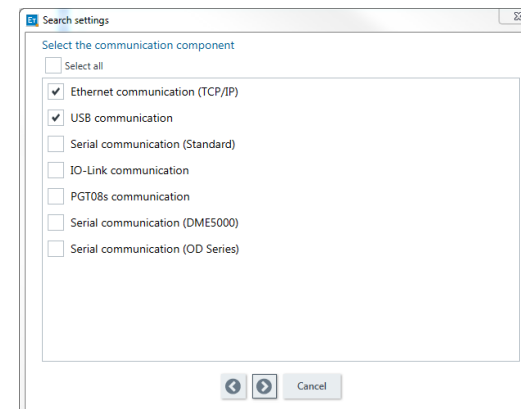 ET Search settings
Select the communication component
Select all
Ethernet communication (TCP/IP)
USB communication
Serial communication (Standard)
IO-Link communication
PGT08s communication
Serial communication (DME5000)
Serial communication (OD Series)
Cancel